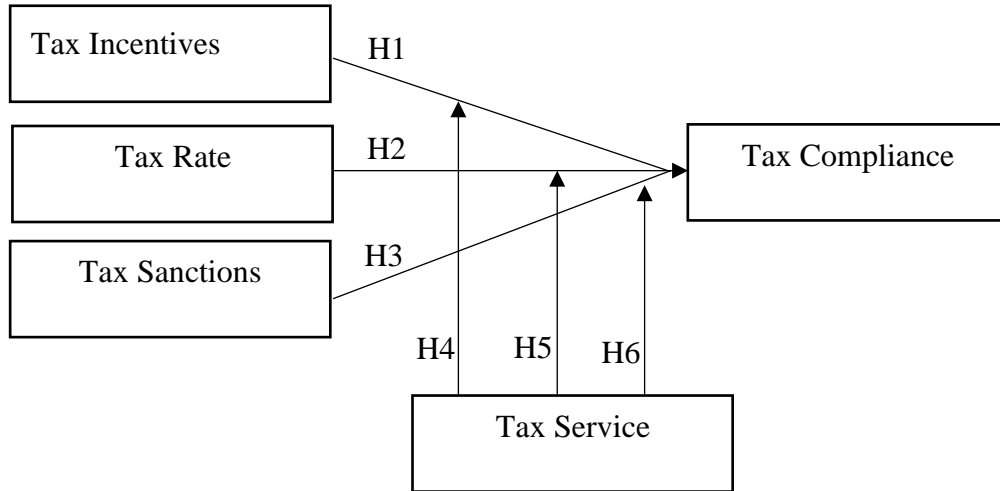 Tax Incentives
H1
Tax Rate
H2
Tax Compliance
Tax Sanctions
H3
H4
H5
H6
Tax Service